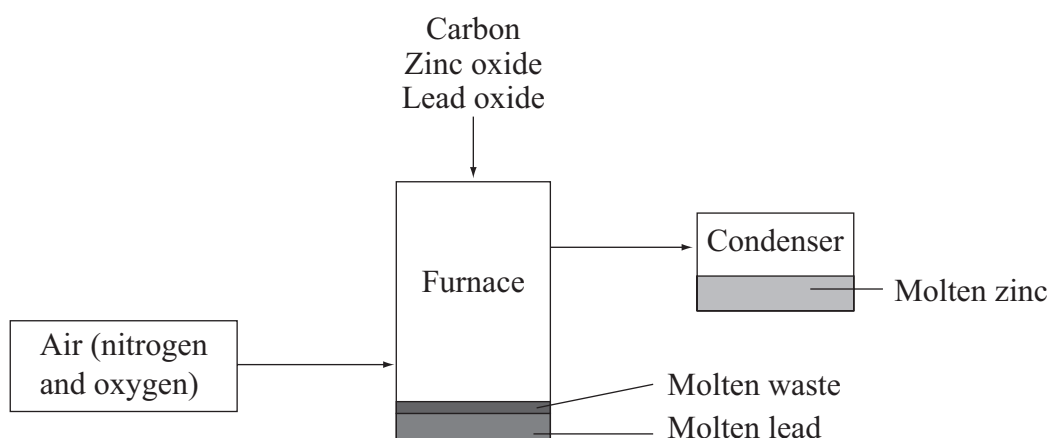 Carbon
Zinc oxide
Lead oxide
Furnace
Condenser
Molten zinc
Air (nitrogen
and oxygen)
Molten waste
Molten lead